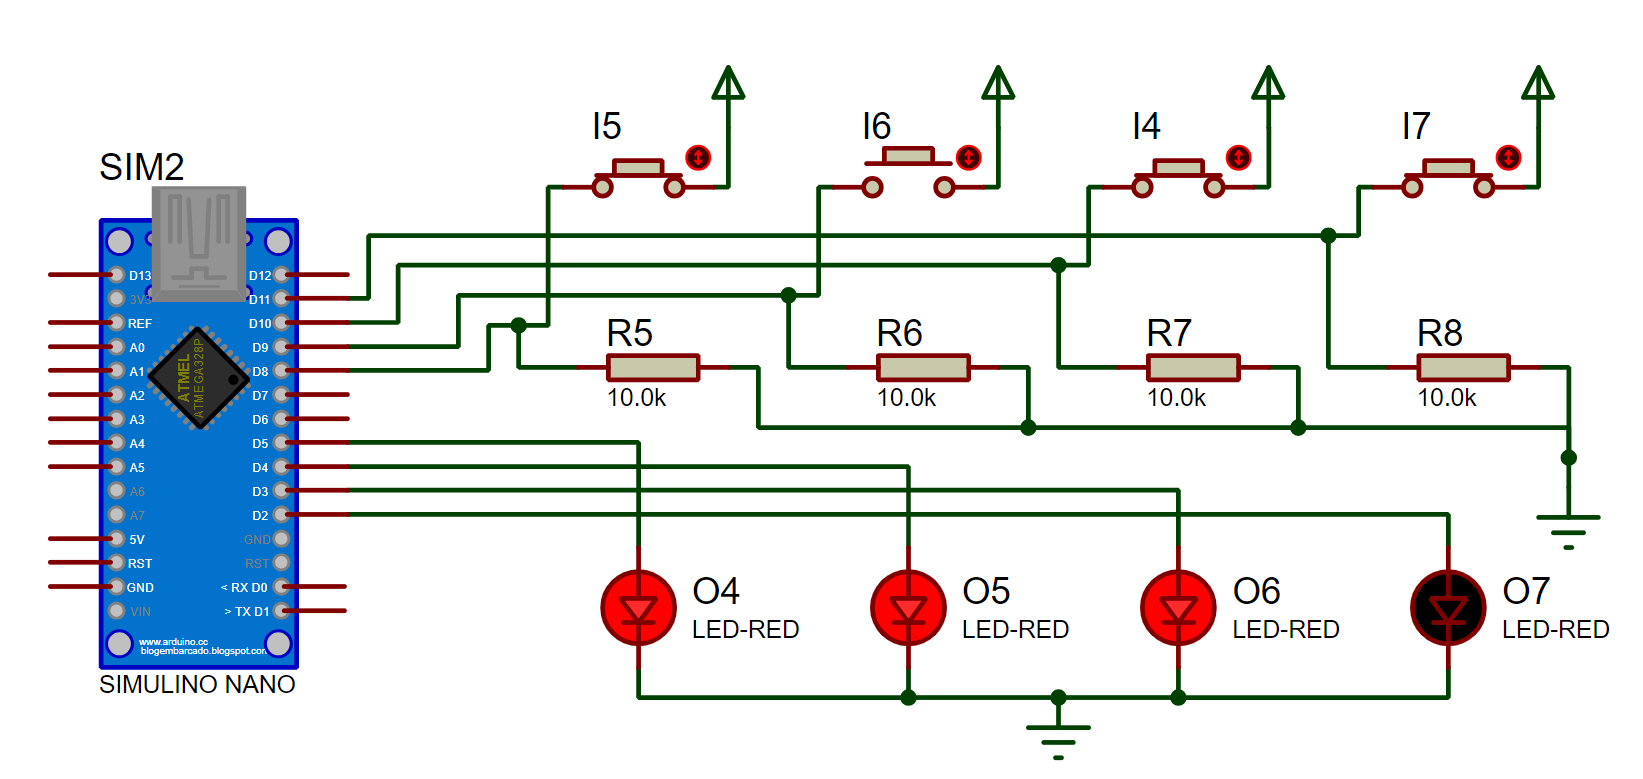 I5
I6
I4
I7
SIM2
D13
D12
3V3
D11
REF
D10
A0
D9
A1
D8
A2
D7
A3
D6
A4
D5
A5
D4
A6
D3
A7
D2
5V
GND
RST
RST
GND
< RX D0
VIN
> TX D1
ATMEL
ATMEGA328P
www.arduino.cc
blogembarcado.blogspot.com
SIMULINO NANO
R5
10.0k
R6
10.0k
R7
10.0k
R8
10.0k
O4
LED-RED
O5
LED-RED
O6
LED-RED
O7
LED-RED